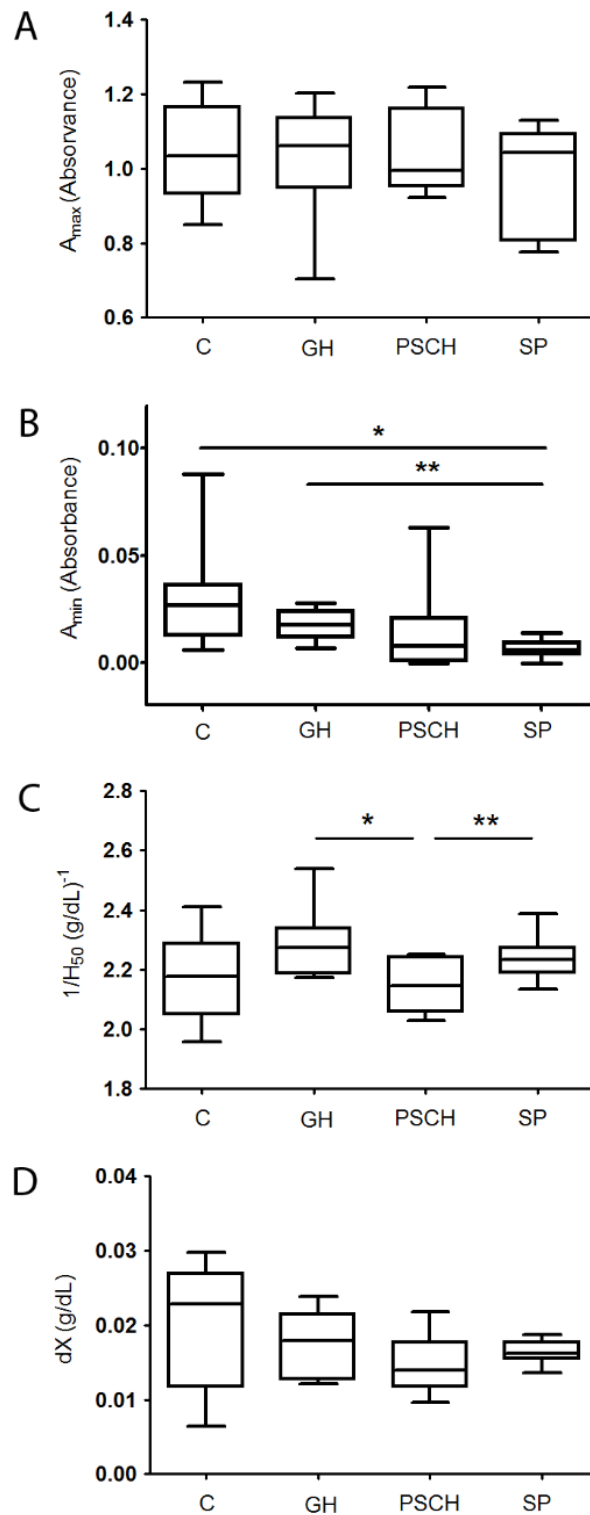 A
A_max (Absorvance)
1.4
1.2
1.0
0.8
0.6
C GH PSCH SP
B
A_min (Absorbance)
*
0.10
**
0.05
0.00
C GH PSCH SP
C
1/H_50 (g/dL)^-1
2.8
* **
2.6
2.4
2.2
2.0
1.8
C GH PSCH SP
D
dX (g/dL)
0.04
0.03
0.02
0.01
0.00
C GH PSCH SP